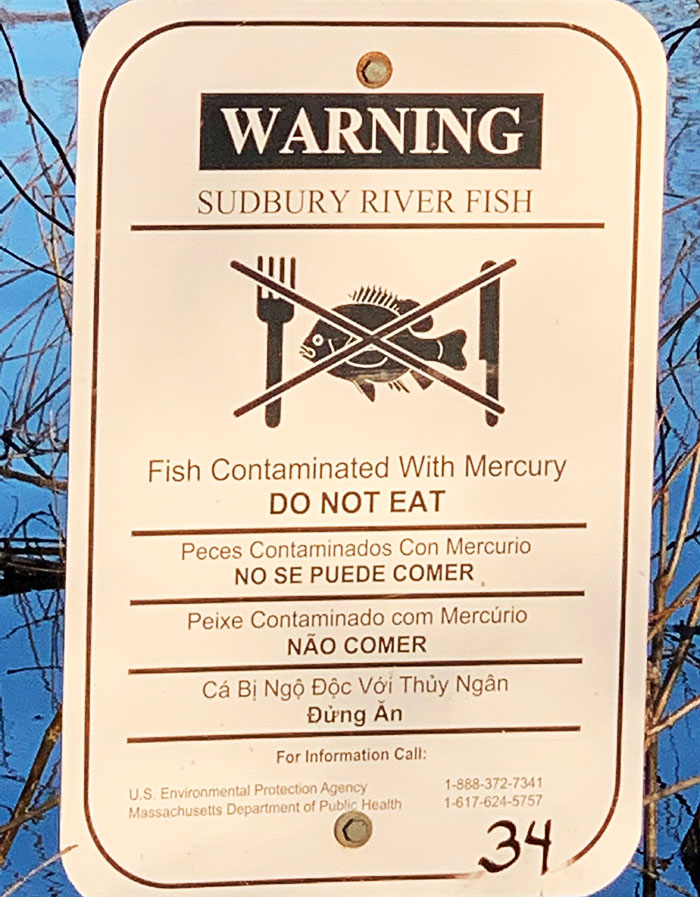 WARNING
SUDBURY RIVER FISH
Fish Contaminated With Mercury
DO NOT EAT
Peces Contaminados Con Mercurio
NO SE PUEDE COMER
Peixe Contaminado com Mercúrio
NÃO COMER
Cá Bị Ngộ Độc Với Thủy Ngân
Đừng Ăn
For Information Call:
U.S. Environmental Protection Agency 1-888-372-7341
Massachusetts Department of Public Health 1-617-624-5757
34